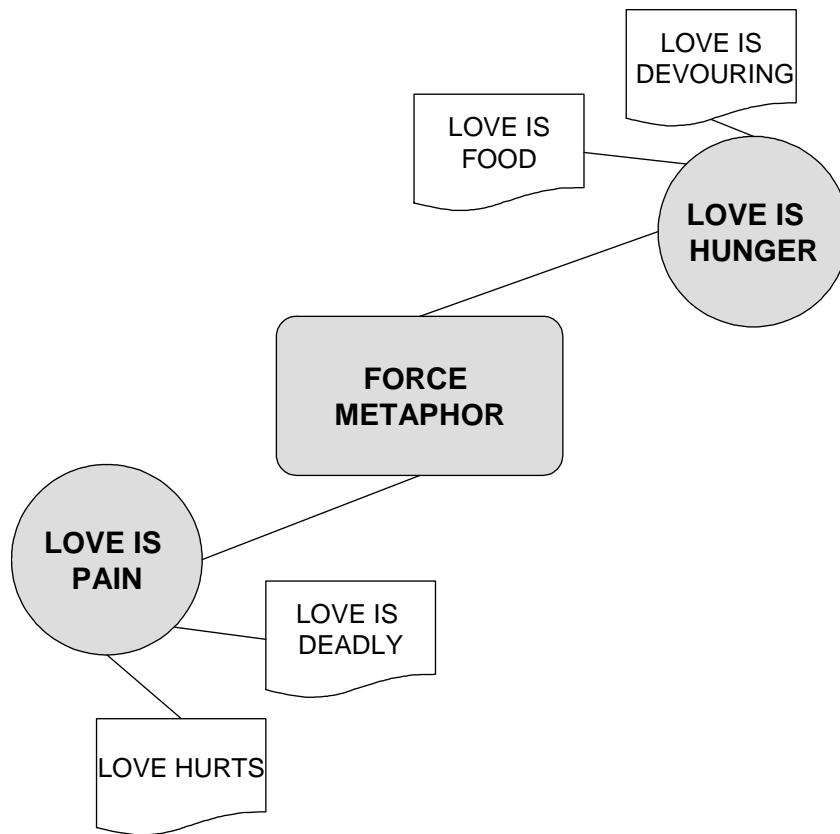 LOVE IS
DEVOURING
LOVE IS
FOOD
LOVE IS
HUNGER
FORCE
METAPHOR
LOVE IS
PAIN
LOVE IS
DEADLY
LOVE HURTS